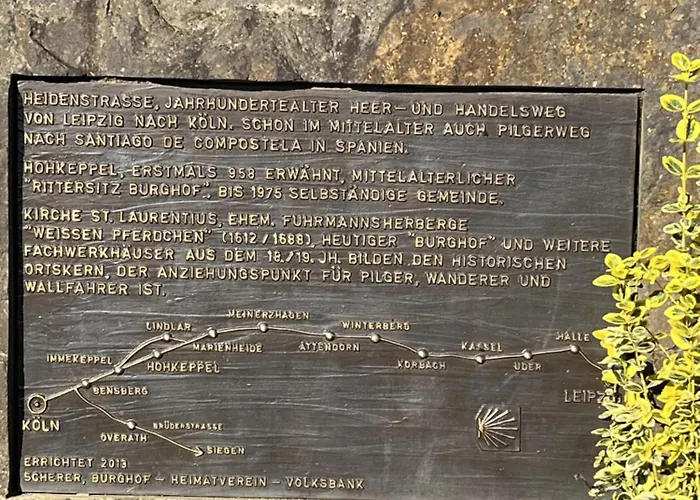 HEIDENSTRASSE, JAHRHUNDERTEALTER HEER- UND HANDELSWEG
VON LEIPZIG NACH KÖLN. SCHON IM MITTELALTER AUCH PILGERWEG
NACH SANTIAGO DE COMPOSTELA IN SPANIEN.
HOHKEPPEL, ERSTMALS 958 ERWÄHNT, MITTELALTERLICHER
"RITTERSITZ BURGHOF". BIS 1975 SELBSTÄNDIGE GEMEINDE.
KIRCHE ST. LAURENTIUS, EHEM. FUHRMANNSHERBERGE
"WEISSEN PFERDCHEN" (1612/1688), HEUTIGER "BURGHOF" UND WEITERE
FACHWERKHÄUSER AUS DEM 18./19. JH. BILDEN DEN HISTORISCHEN
ORTSKERN, DER ANZIEHUNGSPUNKT FÜR PILGER, WANDERER UND
WALLFAHRER IST.
MEINERZHAGEN
LINDLAR
WINTERBERG
HALLE
MARIENHEIDE
ATTENDORN
KASSEL
IMMEKEPPEL
HOHKEPPEL
KORBACH
UDER
BENSBERG
LEIPZ
KÖLN
OVERATH
BRÜDERSTRASSE
SIEGEN
ERRICHTET 2013
SCHERER, BURGHOF - HEIMATVEREIN - VOLKSBANK